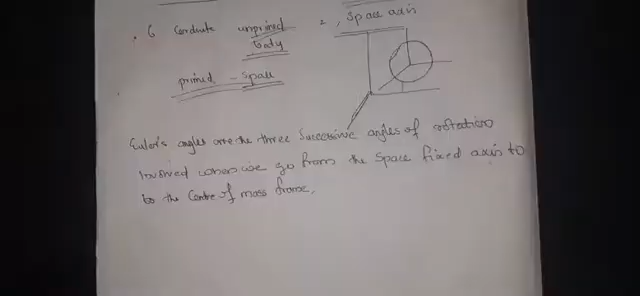 6 Cordinate unprimed
body
2, Space axis
primed - space
Euler's angles are the three successive angles of rotation
involved when we go from the space fixed axis to
to the centre of mass frame.